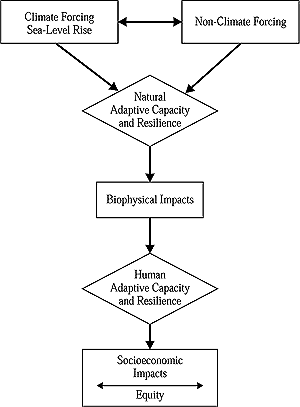 Climate Forcing
Sea-Level Rise
Non-Climate Forcing
Natural
Adaptive Capacity
and Resilience
Biophysical Impacts
Human
Adaptive Capacity
and Resilience
Socioeconomic
Impacts
Equity